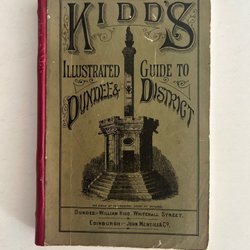 KIDD'S
ILLUSTRATED GUIDE TO
DUNDEE & DISTRICT
DUNDEE—WILLIAM KIDD, WHITEHALL STREET.
EDINBURGH— JOHN MENZIES & CO.